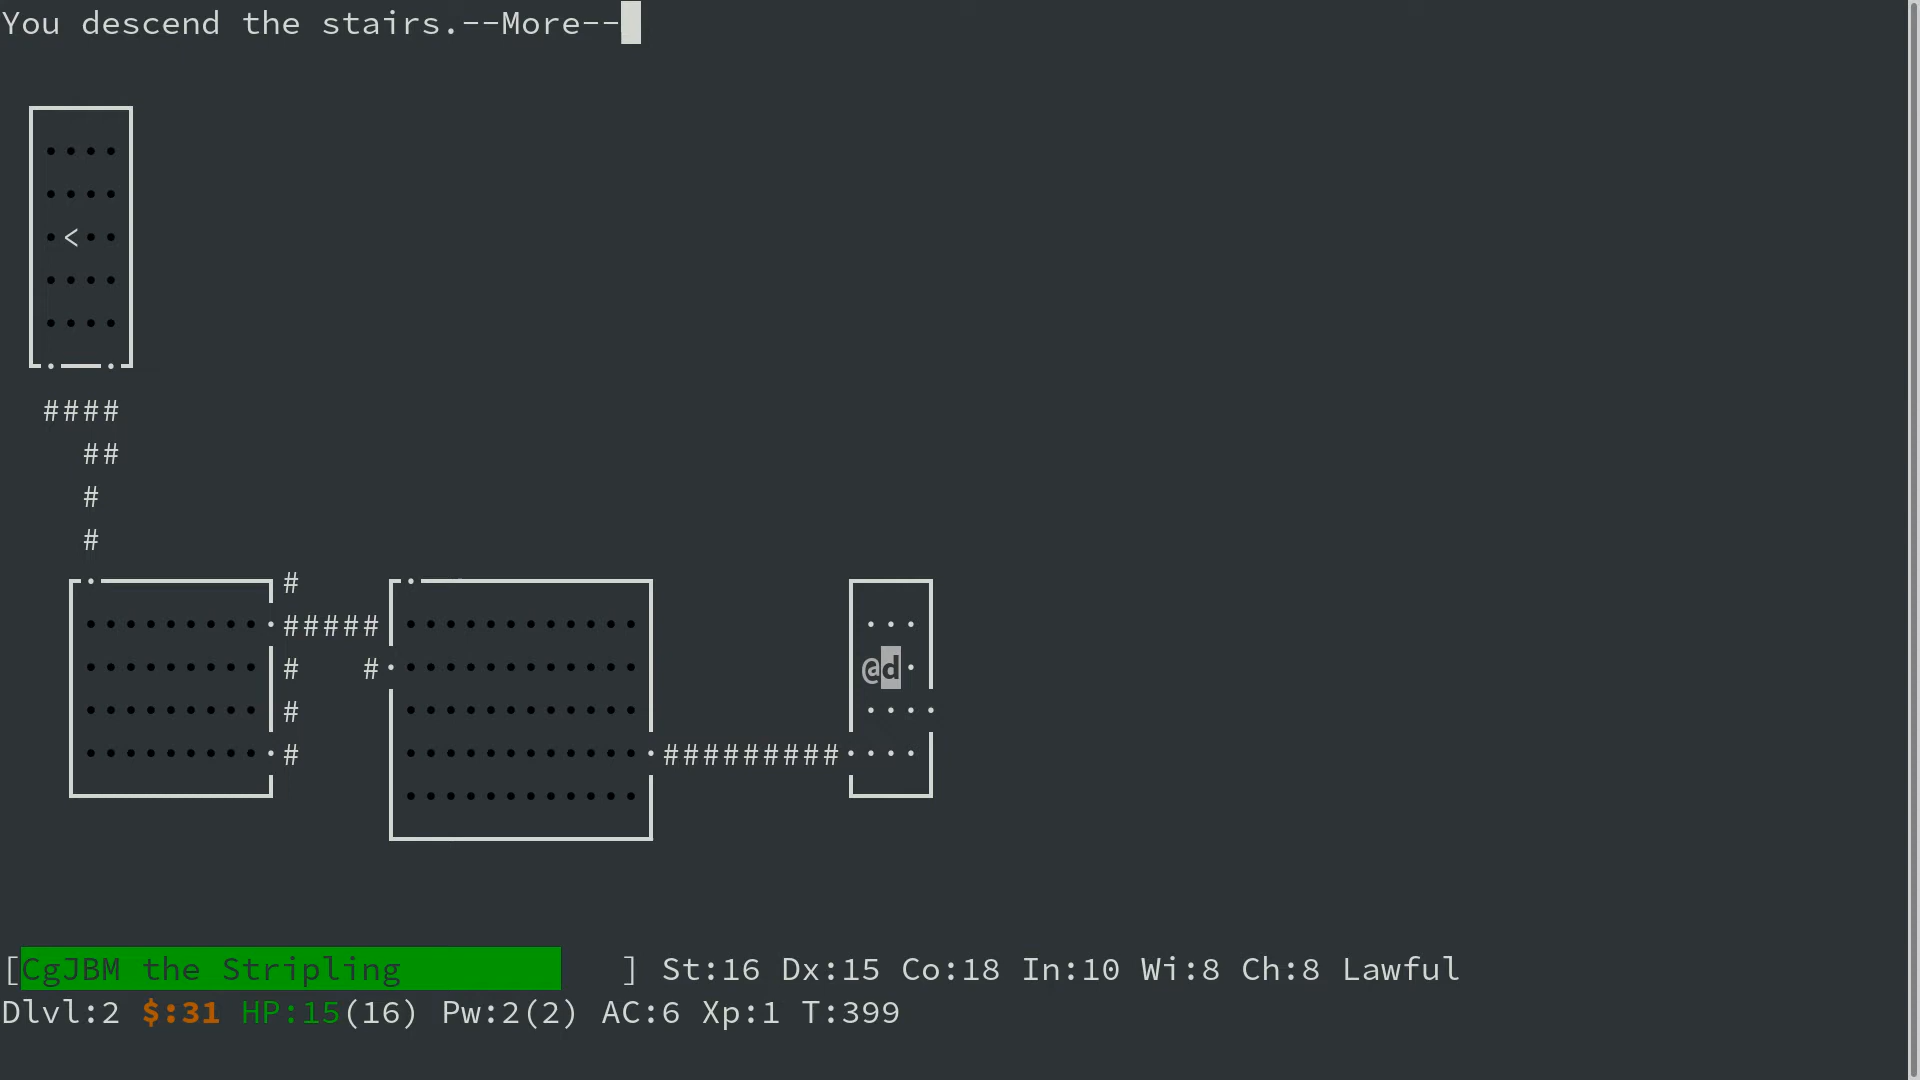 You descend the stairs.--More--
····
····
·<··
····
····
· ·
####
##
#
#
· # ·
·········· ##### ············ ···
········· # #· ············ @d·
········· # ············ ····
·········· # ·············#########·····
············
[CgJBM the Stripling ] St:16 Dx:15 Co:18 In:10 Wi:8 Ch:8 Lawful
Dlvl:2 $:31 HP:15(16) Pw:2(2) AC:6 Xp:1 T:399